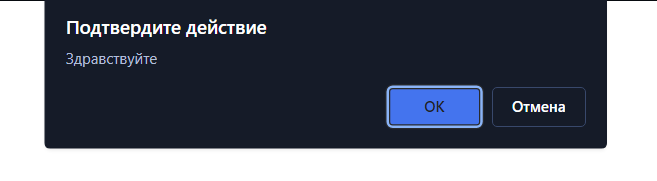 Подтвердите действие
Здравствуйте
OK
Отмена